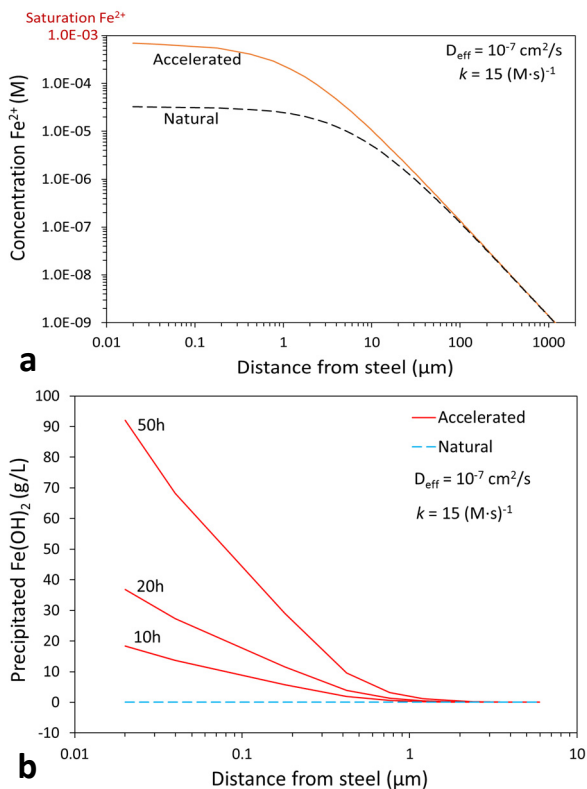 Saturation Fe²⁺
1.0E-03
1.0E-04
1.0E-05
1.0E-06
1.0E-07
1.0E-08
1.0E-09
Concentration Fe²⁺ (M)
Accelerated
Natural
D_eff = 10⁻⁷ cm²/s
k = 15 (M·s)⁻¹
0.01 0.1 1 10 100 1000
Distance from steel (µm)
a
100
90
80
70
60
50
40
30
20
10
0
Precipitated Fe(OH)₂ (g/L)
50h
20h
10h
Accelerated
Natural
D_eff = 10⁻⁷ cm²/s
k = 15 (M·s)⁻¹
0.01 0.1 1 10
Distance from steel (µm)
b